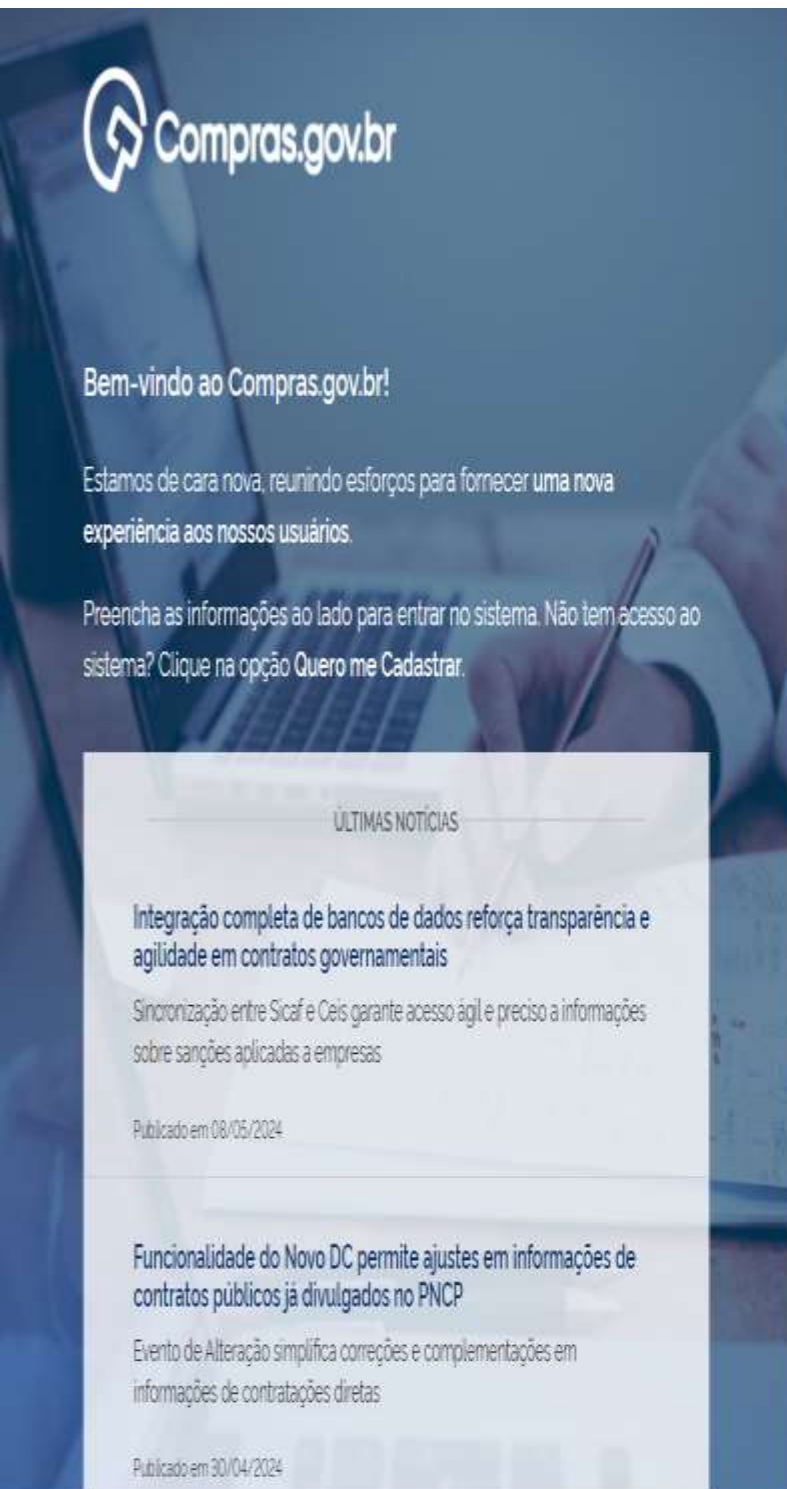 Compras.gov.br
Bem-vindo ao Compras.gov.br!
Estamos de cara nova, reunindo esforços para fornecer uma nova
experiência aos nossos usuários.
Preencha as informações ao lado para entrar no sistema. Não tem acesso ao
sistema? Clique na opção Quero me Cadastrar.
ÚLTIMAS NOTÍCIAS
Integração completa de bancos de dados reforça transparência e
agilidade em contratos governamentais
Sincronização entre Sicaf e Ceis garante acesso ágil e preciso a informações
sobre sanções aplicadas a empresas
Publicado em 08/05/2024
Funcionalidade do Novo DC permite ajustes em informações de
contratos públicos já divulgados no PNCP
Evento de Alteração simplifica correções e complementações em
informações de contratações diretas
Publicado em 30/04/2024